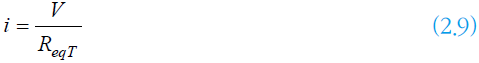 i = V / R_eqT (2.9)